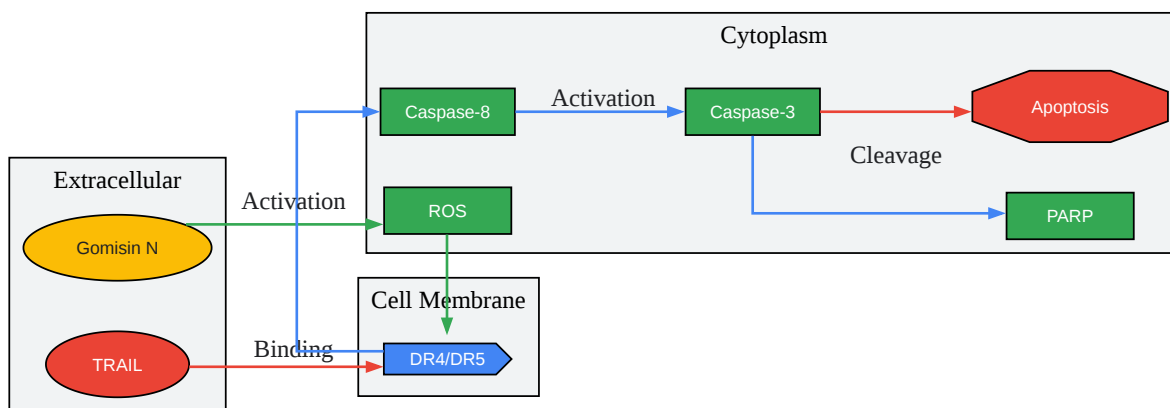 Cytoplasm
Caspase-8
Activation
Caspase-3
Apoptosis
Cleavage
Extracellular
Activation
ROS
PARP
Gomisin N
Cell Membrane
Binding
TRAIL
DR4/DR5